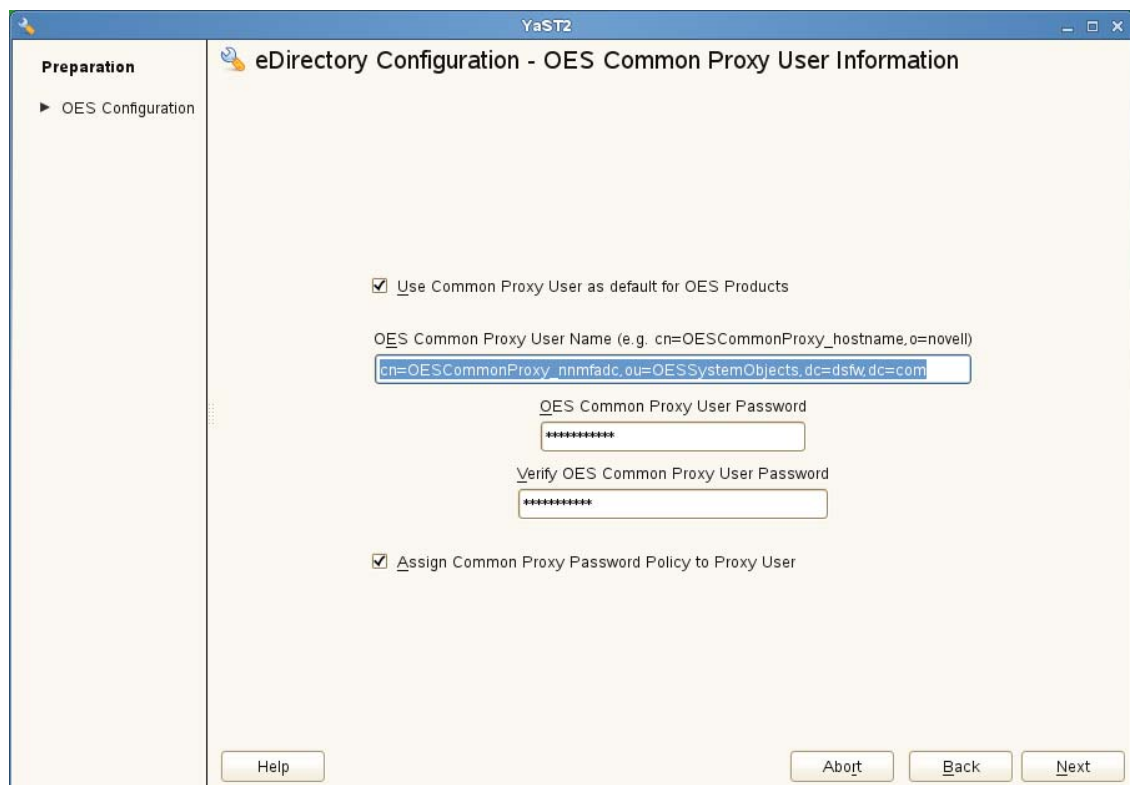 YaST2
Preparation
OES Configuration
eDirectory Configuration - OES Common Proxy User Information
Use Common Proxy User as default for OES Products
OES Common Proxy User Name (e.g. cn=OESCommonProxy_hostname,o=novell)
cn=OESCommonProxy_nnmfadc,ou=OESSystemObjects,dc=dsfw,dc=com
OES Common Proxy User Password
***********
Verify OES Common Proxy User Password
***********
Assign Common Proxy Password Policy to Proxy User
Help
Abort
Back
Next